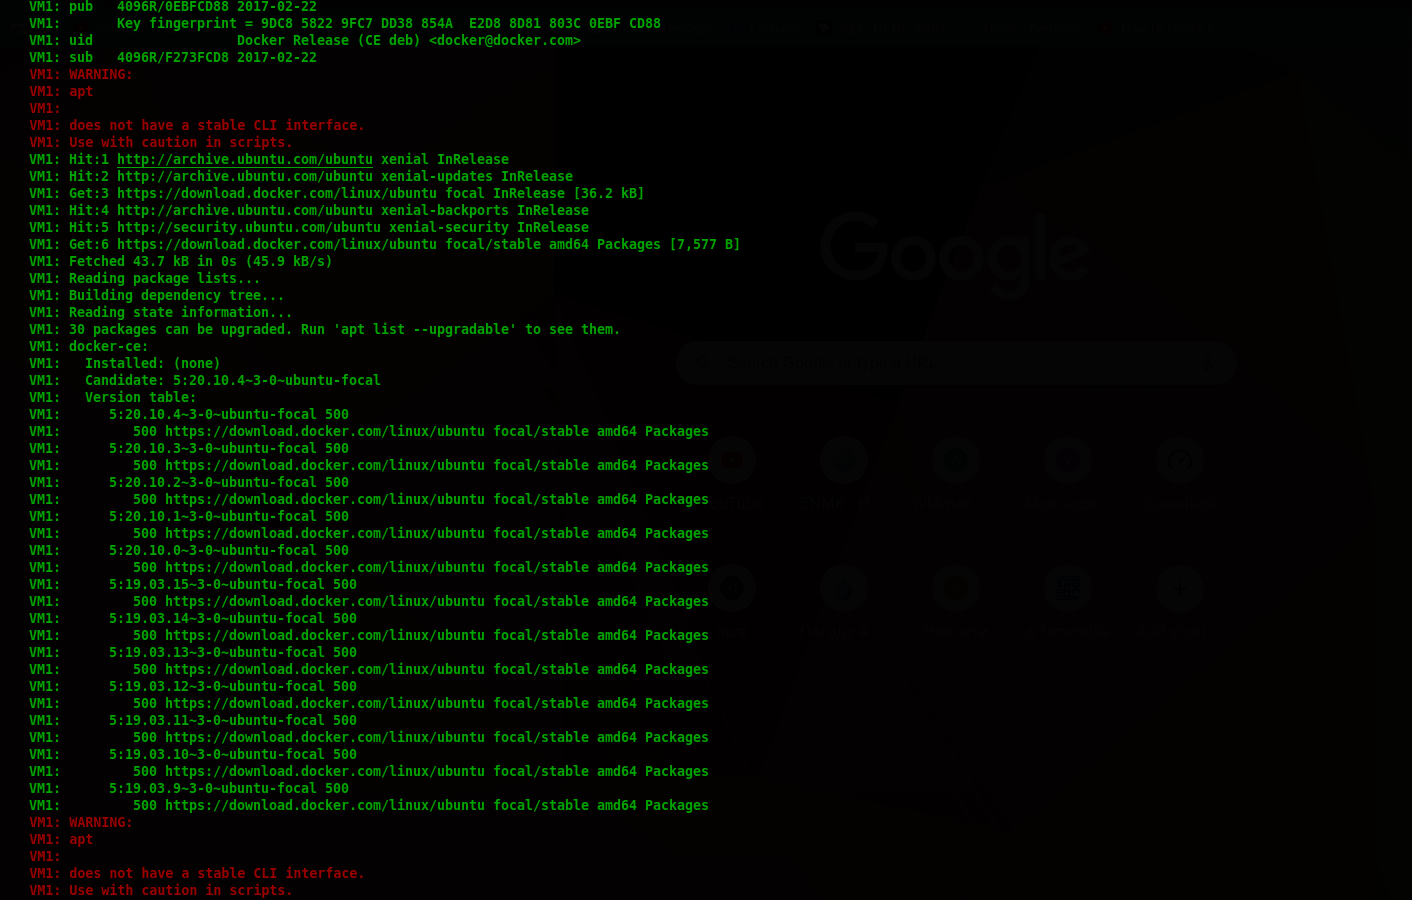 VM1: pub   4096R/0EBFCD88 2017-02-22
VM1:       Key fingerprint = 9DC8 5822 9FC7 DD38 854A  E2D8 8D81 803C 0EBF CD88
VM1: uid                  Docker Release (CE deb) <docker@docker.com>
VM1: sub   4096R/F273FCD8 2017-02-22
VM1: WARNING:
VM1: apt
VM1:
VM1: does not have a stable CLI interface.
VM1: Use with caution in scripts.
VM1: Hit:1 http://archive.ubuntu.com/ubuntu xenial InRelease
VM1: Hit:2 http://archive.ubuntu.com/ubuntu xenial-updates InRelease
VM1: Get:3 https://download.docker.com/linux/ubuntu focal InRelease [36.2 kB]
VM1: Hit:4 http://archive.ubuntu.com/ubuntu xenial-backports InRelease
VM1: Hit:5 http://security.ubuntu.com/ubuntu xenial-security InRelease
VM1: Get:6 https://download.docker.com/linux/ubuntu focal/stable amd64 Packages [7,577 B]
VM1: Fetched 43.7 kB in 0s (45.9 kB/s)
VM1: Reading package lists...
VM1: Building dependency tree...
VM1: Reading state information...
VM1: 30 packages can be upgraded. Run 'apt list --upgradable' to see them.
VM1: docker-ce:
VM1:   Installed: (none)
VM1:   Candidate: 5:20.10.4~3-0~ubuntu-focal
VM1:   Version table:
VM1:      5:20.10.4~3-0~ubuntu-focal 500
VM1:         500 https://download.docker.com/linux/ubuntu focal/stable amd64 Packages
VM1:      5:20.10.3~3-0~ubuntu-focal 500
VM1:         500 https://download.docker.com/linux/ubuntu focal/stable amd64 Packages
VM1:      5:20.10.2~3-0~ubuntu-focal 500
VM1:         500 https://download.docker.com/linux/ubuntu focal/stable amd64 Packages
VM1:      5:20.10.1~3-0~ubuntu-focal 500
VM1:         500 https://download.docker.com/linux/ubuntu focal/stable amd64 Packages
VM1:      5:20.10.0~3-0~ubuntu-focal 500
VM1:         500 https://download.docker.com/linux/ubuntu focal/stable amd64 Packages
VM1:      5:19.03.15~3-0~ubuntu-focal 500
VM1:         500 https://download.docker.com/linux/ubuntu focal/stable amd64 Packages
VM1:      5:19.03.14~3-0~ubuntu-focal 500
VM1:         500 https://download.docker.com/linux/ubuntu focal/stable amd64 Packages
VM1:      5:19.03.13~3-0~ubuntu-focal 500
VM1:         500 https://download.docker.com/linux/ubuntu focal/stable amd64 Packages
VM1:      5:19.03.12~3-0~ubuntu-focal 500
VM1:         500 https://download.docker.com/linux/ubuntu focal/stable amd64 Packages
VM1:      5:19.03.11~3-0~ubuntu-focal 500
VM1:         500 https://download.docker.com/linux/ubuntu focal/stable amd64 Packages
VM1:      5:19.03.10~3-0~ubuntu-focal 500
VM1:         500 https://download.docker.com/linux/ubuntu focal/stable amd64 Packages
VM1:      5:19.03.9~3-0~ubuntu-focal 500
VM1:         500 https://download.docker.com/linux/ubuntu focal/stable amd64 Packages
VM1: WARNING:
VM1: apt
VM1:
VM1: does not have a stable CLI interface.
VM1: Use with caution in scripts.
Google